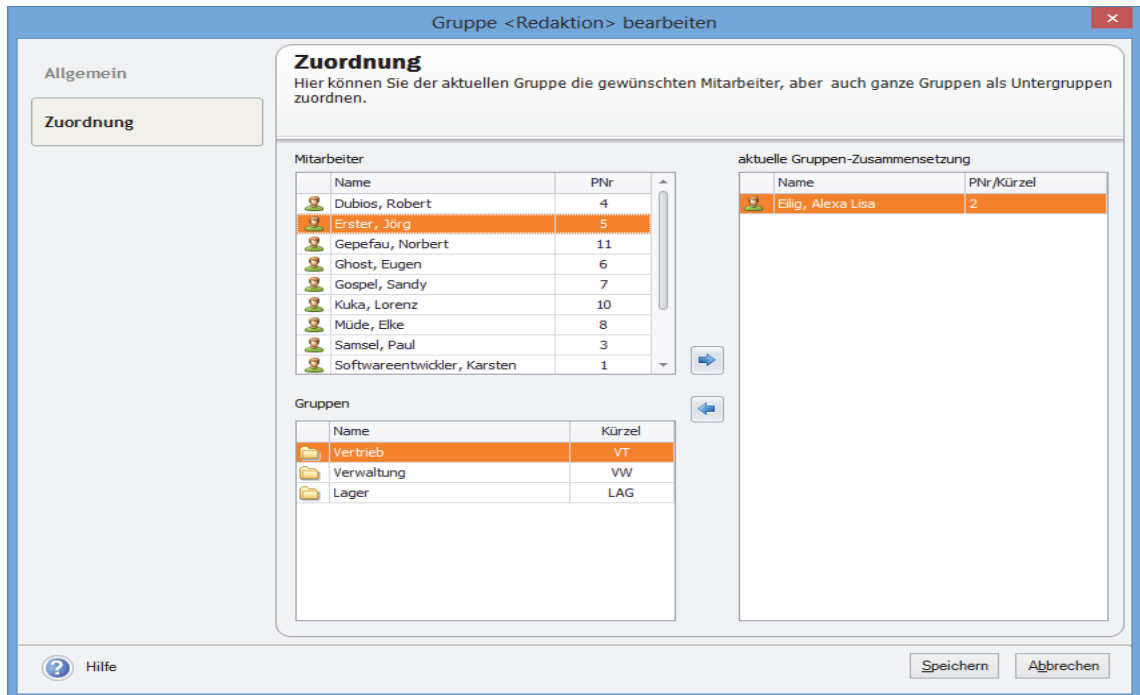 Gruppe <Redaktion> bearbeiten
Allgemein
Zuordnung
Zuordnung
Hier können Sie der aktuellen Gruppe die gewünschten Mitarbeiter, aber auch ganze Gruppen als Untergruppen
zuordnen.
Mitarbeiter
Name PNr
Dubios, Robert 4
Erster, Jörg 5
Gepefau, Norbert 11
Ghost, Eugen 6
Gospel, Sandy 7
Kuka, Lorenz 10
Müde, Elke 8
Samsel, Paul 3
Softwareentwickler, Karsten 1
Gruppen
Name Kürzel
Vertrieb VT
Verwaltung VW
Lager LAG
aktuelle Gruppen-Zusammensetzung
Name PNr/Kürzel
Eilig, Alexa Lisa 2
Hilfe
Speichern Abbrechen